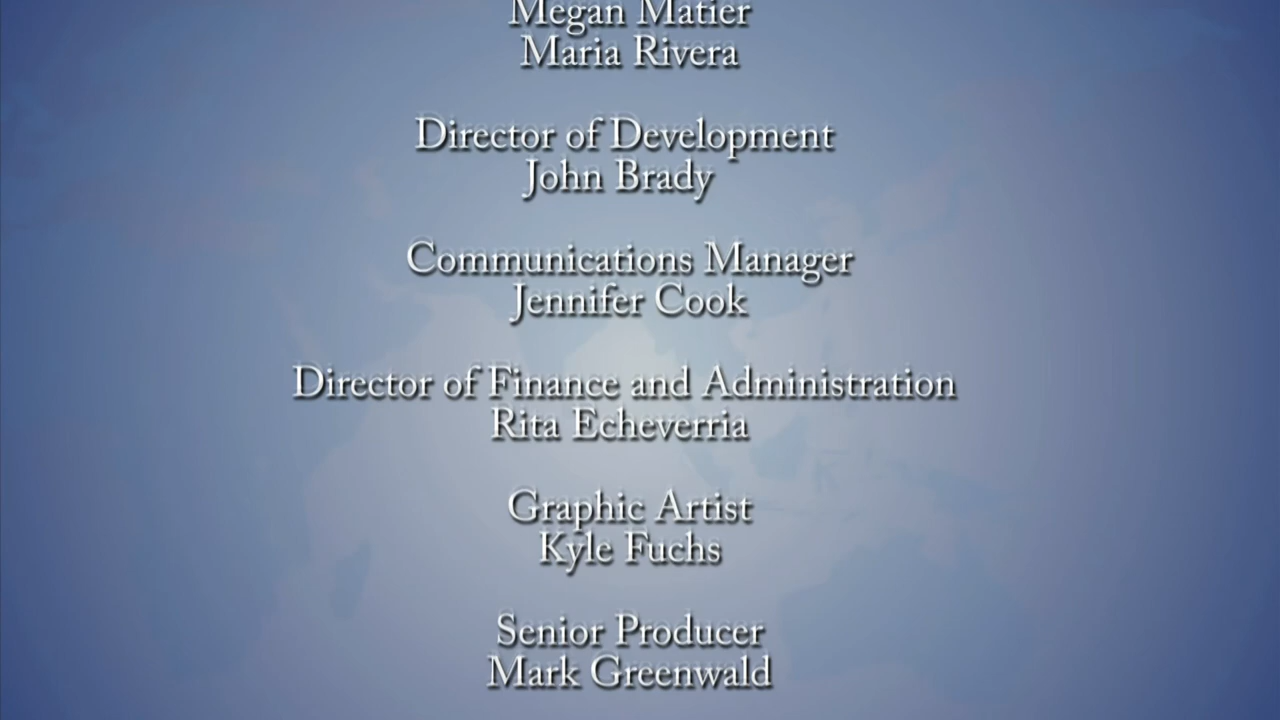 Megan Matier
Maria Rivera
Director of Development
John Brady
Communications Manager
Jennifer Cook
Director of Finance and Administration
Rita Echeverria
Graphic Artist
Kyle Fuchs
Senior Producer
Mark Greenwald